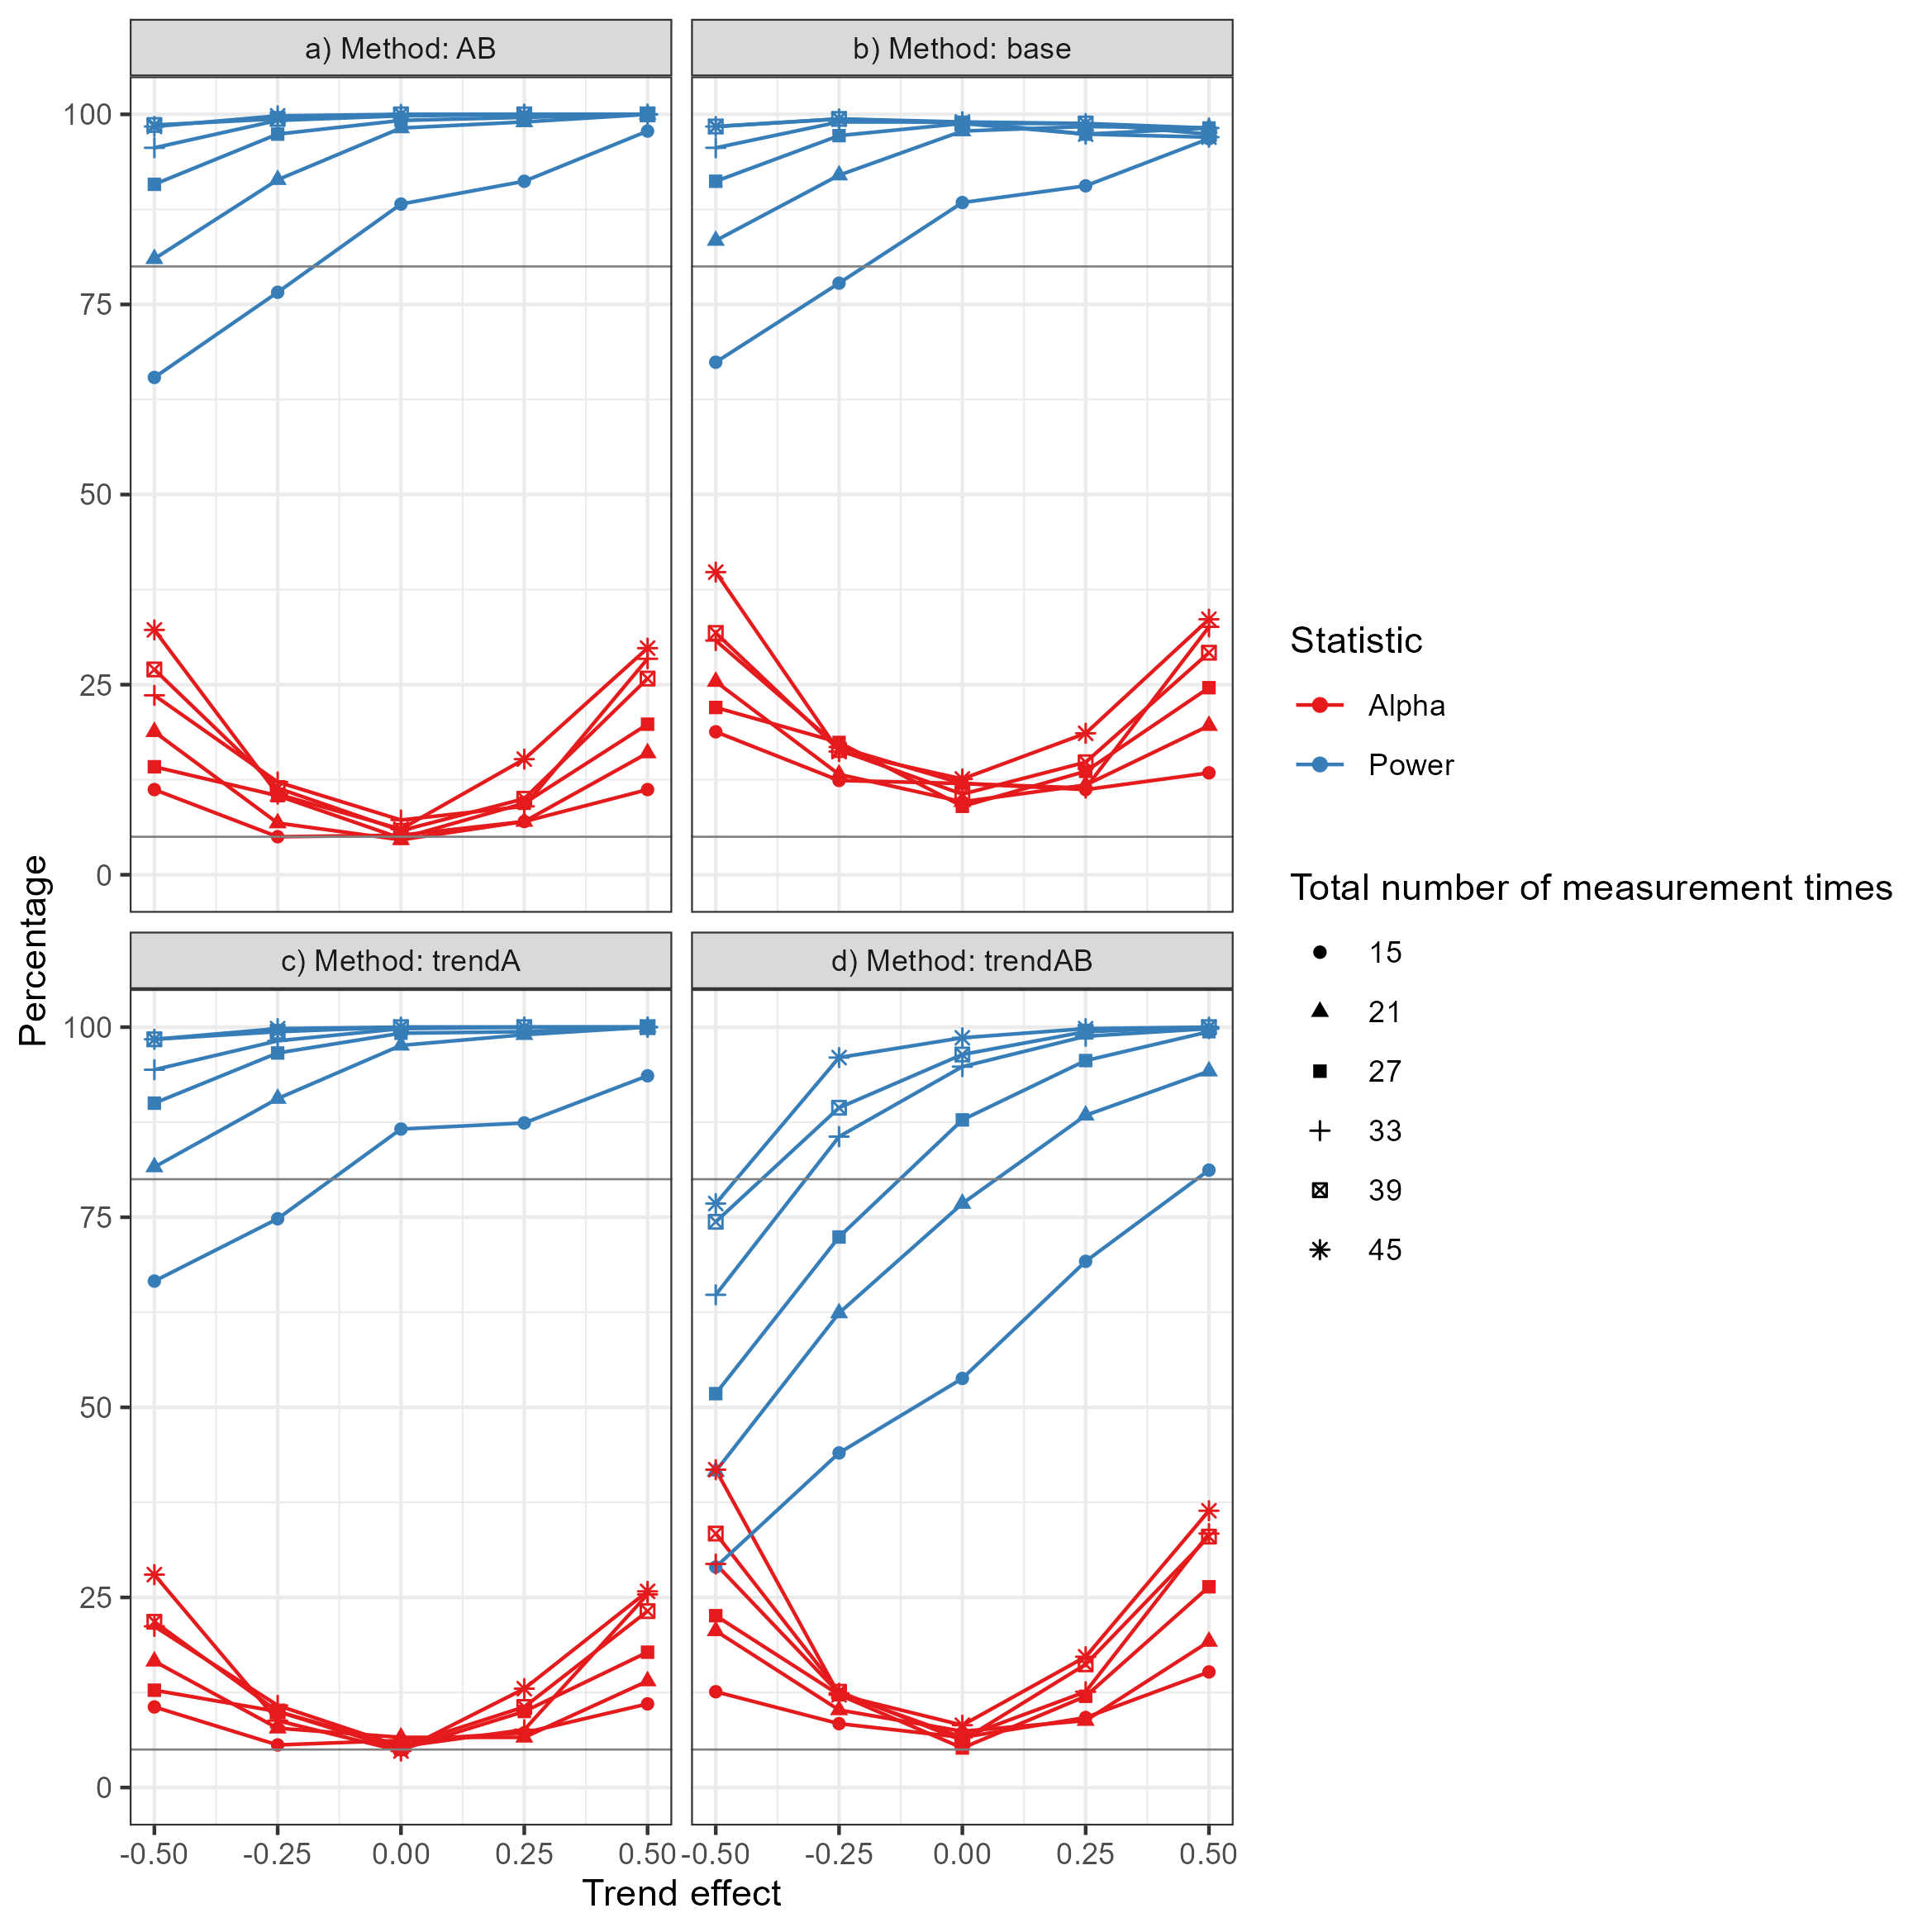 a) Method: AB
b) Method: base
100
75
50
25
0
c) Method: trendA
d) Method: trendAB
100
75
50
25
0
-0.50 -0.25 0.00 0.25 0.50 -0.50 -0.25 0.00 0.25 0.50
Trend effect
Percentage
Statistic
Alpha
Power
Total number of measurement times
15
21
27
33
39
45